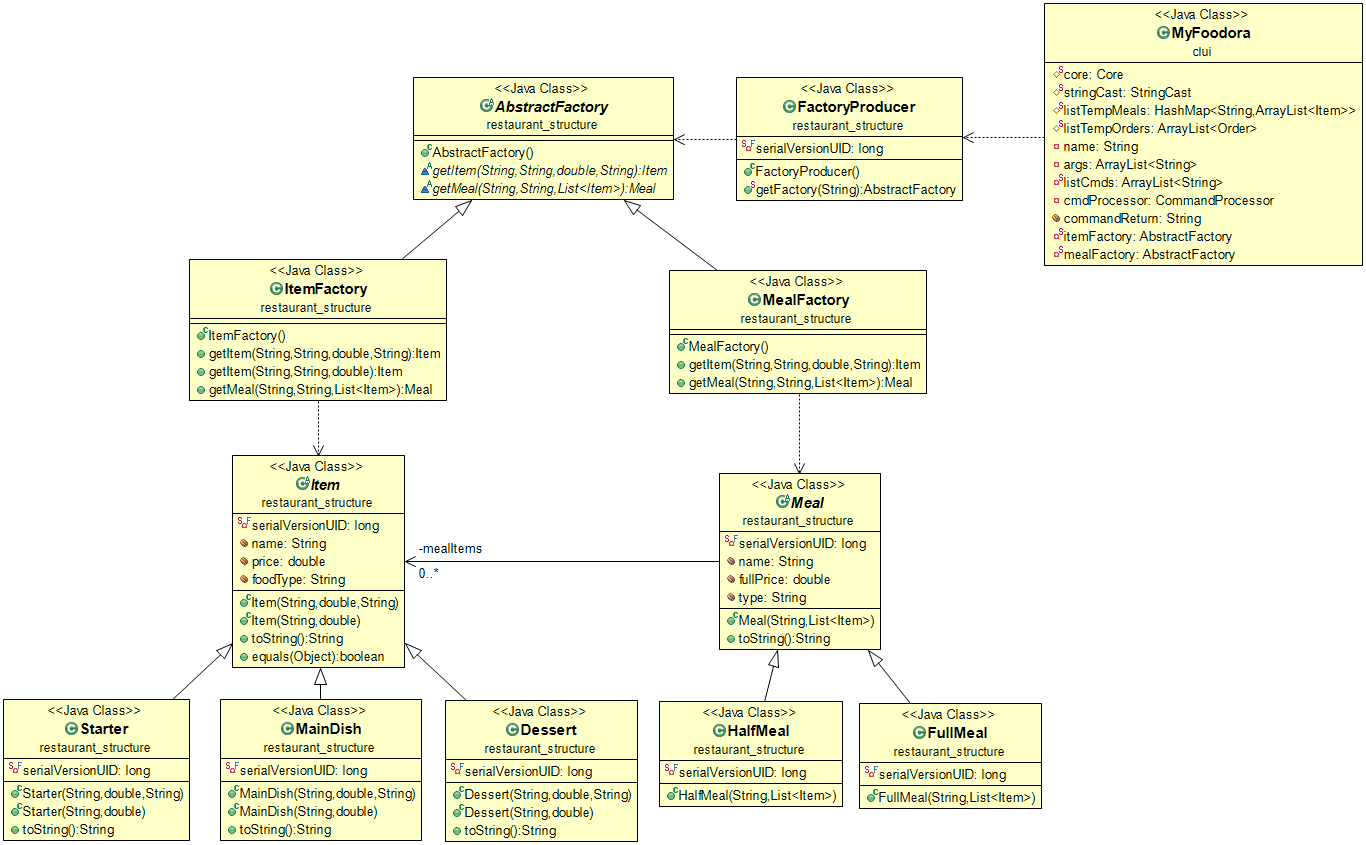 <<Java Class>>
MyFoodora
clui
core: Core
stringCast: StringCast
listTempMeals: HashMap<String,ArrayList<Item>>
listTempOrders: ArrayList<Order>
name: String
args: ArrayList<String>
listCmds: ArrayList<String>
cmdProcessor: CommandProcessor
commandReturn: String
itemFactory: AbstractFactory
mealFactory: AbstractFactory
<<Java Class>>
AbstractFactory
restaurant_structure
AbstractFactory()
getItem(String,String,double,String):Item
getMeal(String,String,List<Item>):Meal
<<Java Class>>
FactoryProducer
restaurant_structure
serialVersionUID: long
FactoryProducer()
getFactory(String):AbstractFactory
<<Java Class>>
ItemFactory
restaurant_structure
ItemFactory()
getItem(String,String,double,String):Item
getItem(String,String,double):Item
getMeal(String,String,List<Item>):Meal
<<Java Class>>
MealFactory
restaurant_structure
MealFactory()
getItem(String,String,double,String):Item
getMeal(String,String,List<Item>):Meal
<<Java Class>>
Item
restaurant_structure
serialVersionUID: long
name: String
price: double
foodType: String
Item(String,double,String)
Item(String,double)
toString():String
equals(Object):boolean
-mealItems
0..*
<<Java Class>>
Meal
restaurant_structure
serialVersionUID: long
name: String
fullPrice: double
type: String
Meal(String,List<Item>)
toString():String
<<Java Class>>
Starter
restaurant_structure
serialVersionUID: long
Starter(String,double,String)
Starter(String,double)
toString():String
<<Java Class>>
MainDish
restaurant_structure
serialVersionUID: long
MainDish(String,double,String)
MainDish(String,double)
toString():String
<<Java Class>>
Dessert
restaurant_structure
serialVersionUID: long
Dessert(String,double,String)
Dessert(String,double)
toString():String
<<Java Class>>
HalfMeal
restaurant_structure
serialVersionUID: long
HalfMeal(String,List<Item>)
<<Java Class>>
FullMeal
restaurant_structure
serialVersionUID: long
FullMeal(String,List<Item>)